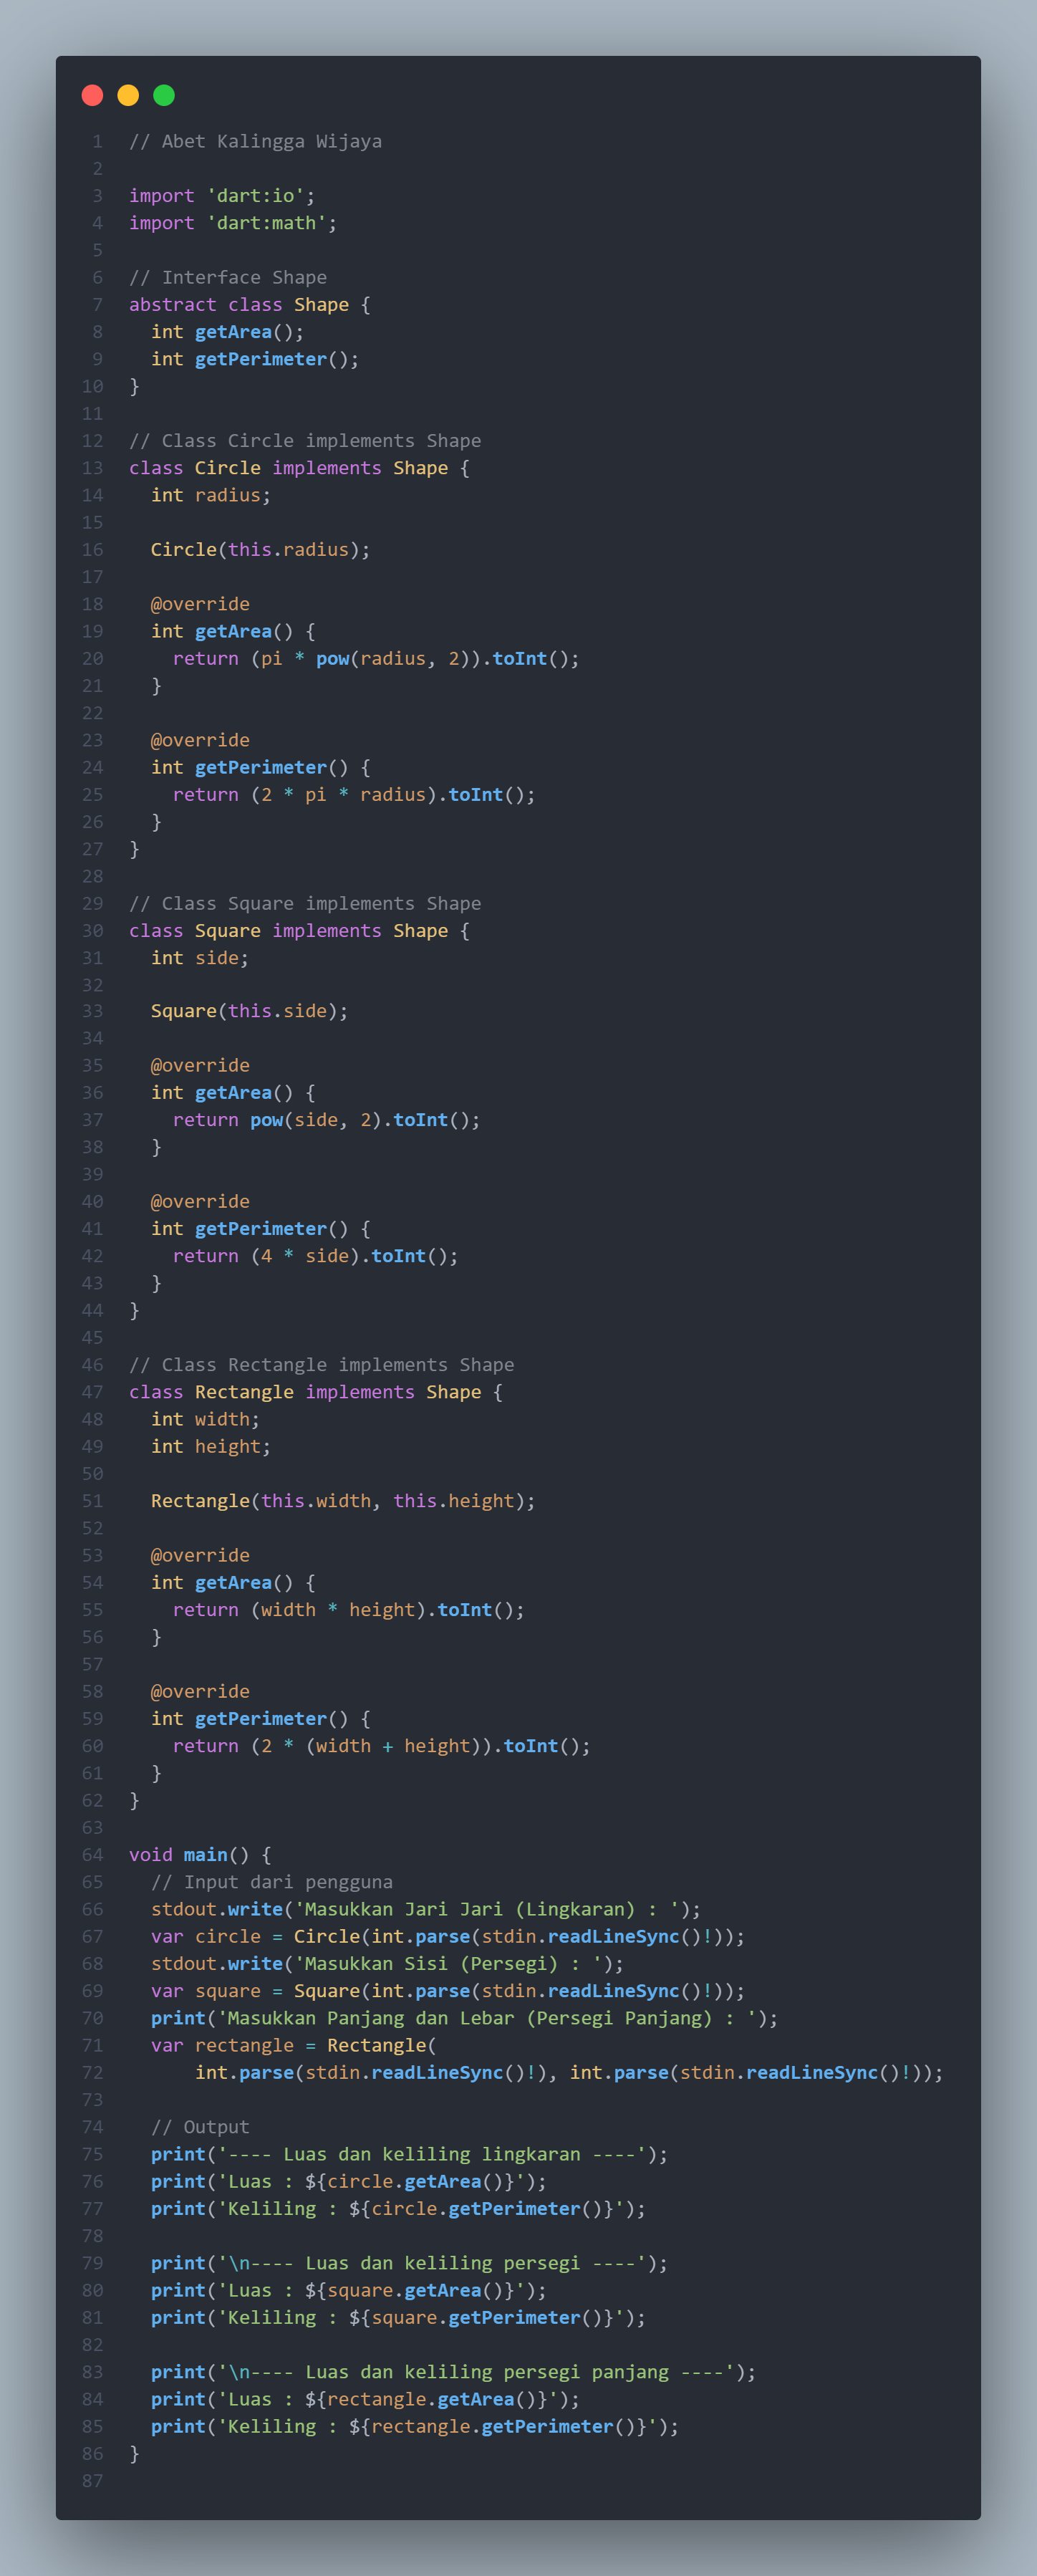 1 // Abet Kalingga Wijaya
2
3 import 'dart:io';
4 import 'dart:math';
5
6 // Interface Shape
7 abstract class Shape {
8   int getArea();
9   int getPerimeter();
10 }
11
12 // Class Circle implements Shape
13 class Circle implements Shape {
14   int radius;
15
16   Circle(this.radius);
17
18   @override
19   int getArea() {
20     return (pi * pow(radius, 2)).toInt();
21   }
22
23   @override
24   int getPerimeter() {
25     return (2 * pi * radius).toInt();
26   }
27 }
28
29 // Class Square implements Shape
30 class Square implements Shape {
31   int side;
32
33   Square(this.side);
34
35   @override
36   int getArea() {
37     return pow(side, 2).toInt();
38   }
39
40   @override
41   int getPerimeter() {
42     return (4 * side).toInt();
43   }
44 }
45
46 // Class Rectangle implements Shape
47 class Rectangle implements Shape {
48   int width;
49   int height;
50
51   Rectangle(this.width, this.height);
52
53   @override
54   int getArea() {
55     return (width * height).toInt();
56   }
57
58   @override
59   int getPerimeter() {
60     return (2 * (width + height)).toInt();
61   }
62 }
63
64 void main() {
65   // Input dari pengguna
66   stdout.write('Masukkan Jari Jari (Lingkaran) : ');
67   var circle = Circle(int.parse(stdin.readLineSync()!));
68   stdout.write('Masukkan Sisi (Persegi) : ');
69   var square = Square(int.parse(stdin.readLineSync()!));
70   print('Masukkan Panjang dan Lebar (Persegi Panjang) : ');
71   var rectangle = Rectangle(
72       int.parse(stdin.readLineSync()!), int.parse(stdin.readLineSync()!));
73
74   // Output
75   print('---- Luas dan keliling lingkaran ----');
76   print('Luas : ${circle.getArea()}');
77   print('Keliling : ${circle.getPerimeter()}');
78
79   print('\n---- Luas dan keliling persegi ----');
80   print('Luas : ${square.getArea()}');
81   print('Keliling : ${square.getPerimeter()}');
82
83   print('\n---- Luas dan keliling persegi panjang ----');
84   print('Luas : ${rectangle.getArea()}');
85   print('Keliling : ${rectangle.getPerimeter()}');
86 }
87